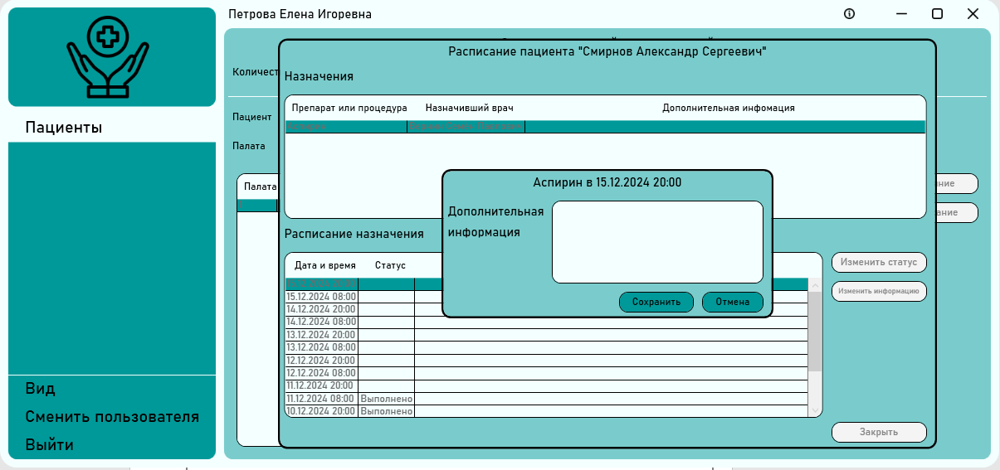 Петрова Елена Игоревна
Пациенты
Вид
Сменить пользователя
Выйти
Количест
Пациент
Палата
Палата
Расписание пациента "Смирнов Александр Сергеевич"
Назначения
Препарат или процедура Назначивший врач Дополнительная инфомация
Аспирин
Расписание назначения
Дата и время Статус
15.12.2024 20:00
15.12.2024 08:00
14.12.2024 20:00
14.12.2024 08:00
13.12.2024 20:00
13.12.2024 08:00
12.12.2024 20:00
12.12.2024 08:00
11.12.2024 20:00
11.12.2024 08:00 Выполнено
10.12.2024 20:00 Выполнено
Аспирин в 15.12.2024 20:00
Дополнительная
информация
Сохранить Отмена
ние
ание
Изменить статус
Изменить информацию
Закрыть